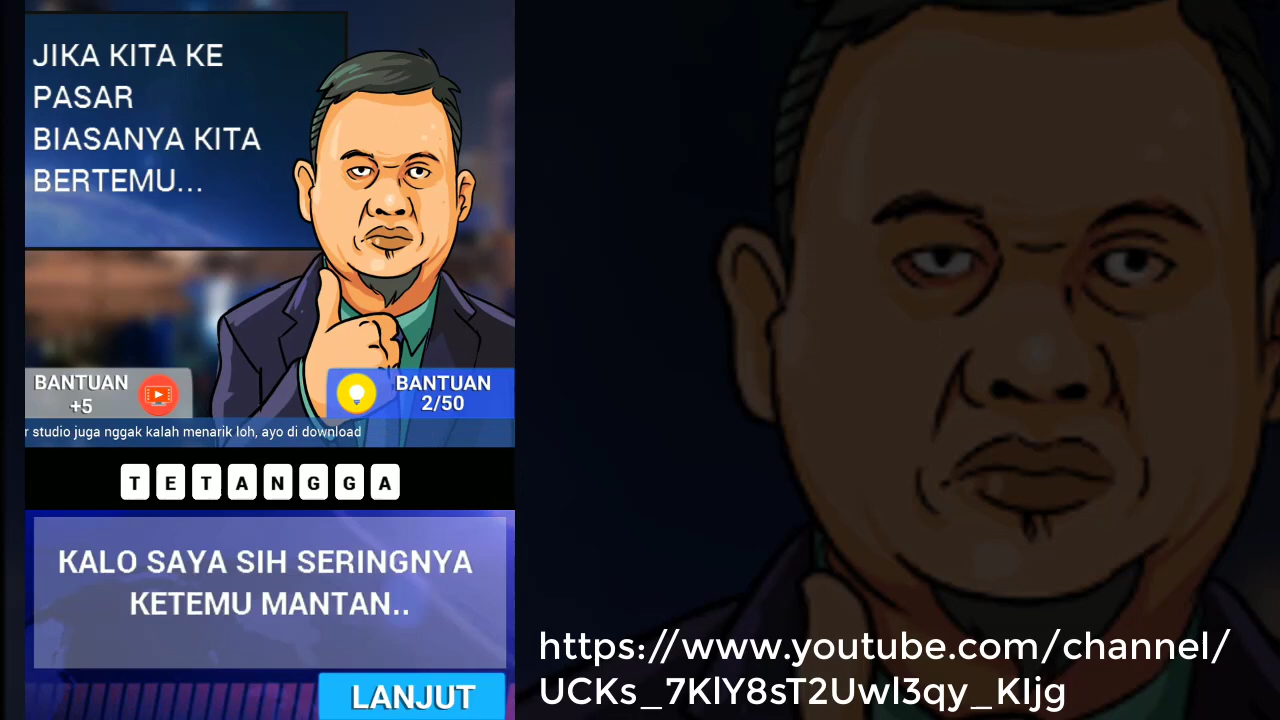 JIKA KITA KE
PASAR
BIASANYA KITA
BERTEMU...
BANTUAN
+5
BANTUAN
2/50
r studio juga nggak kalah menarik loh, ayo di download
TETANGGA
KALO SAYA SIH SERINGNYA
KETEMU MANTAN..
LANJUT
https://www.youtube.com/channel/
UCKs_7KlY8sT2Uwl3qy_KIjg